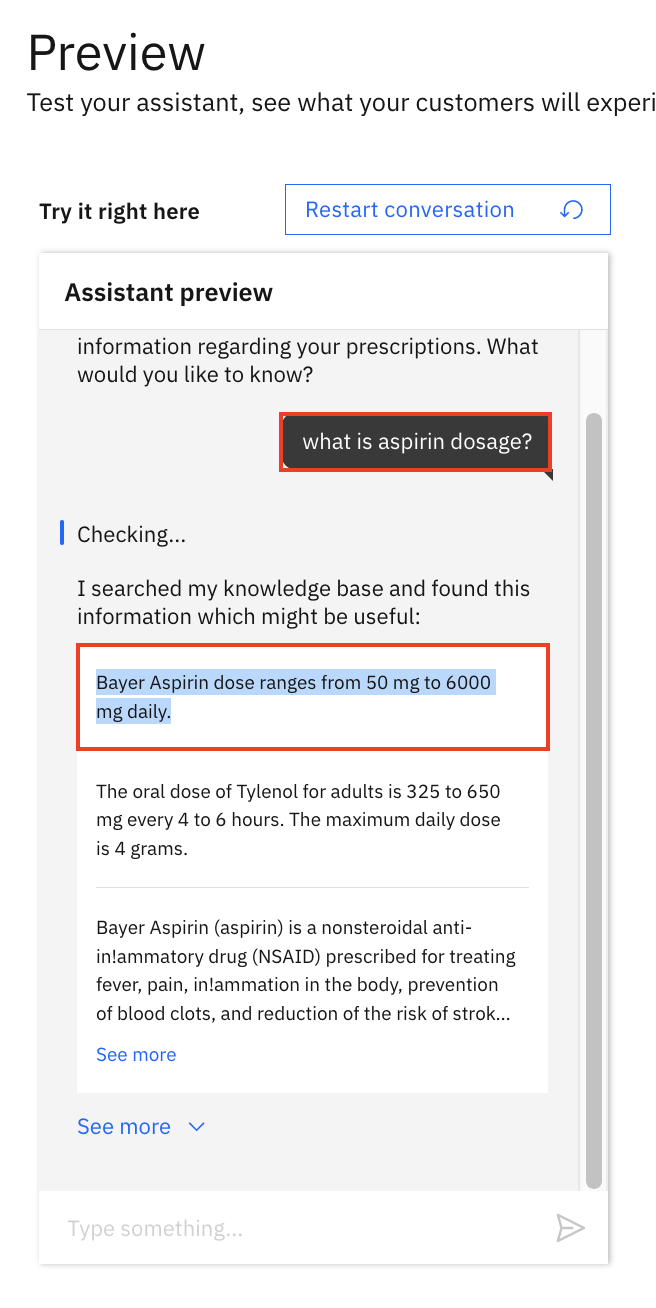 Preview
Test your assistant, see what your customers will experi
Try it right here
Restart conversation
Assistant preview
information regarding your prescriptions. What
would you like to know?
what is aspirin dosage?
Checking...
I searched my knowledge base and found this
information which might be useful:
Bayer Aspirin dose ranges from 50 mg to 6000
mg daily.
The oral dose of Tylenol for adults is 325 to 650
mg every 4 to 6 hours. The maximum daily dose
is 4 grams.
Bayer Aspirin (aspirin) is a nonsteroidal anti-
in!ammatory drug (NSAID) prescribed for treating
fever, pain, in!ammation in the body, prevention
of blood clots, and reduction of the risk of strok...
See more
See more
Type something...